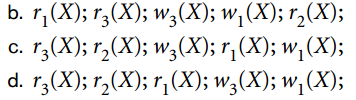 b. r₁(X); r₃(X); w₃(X); w₁(X); r₂(X);
c. r₃(X); r₂(X); w₃(X); r₁(X); w₁(X);
d. r₃(X); r₂(X); r₁(X); w₃(X); w₁(X);